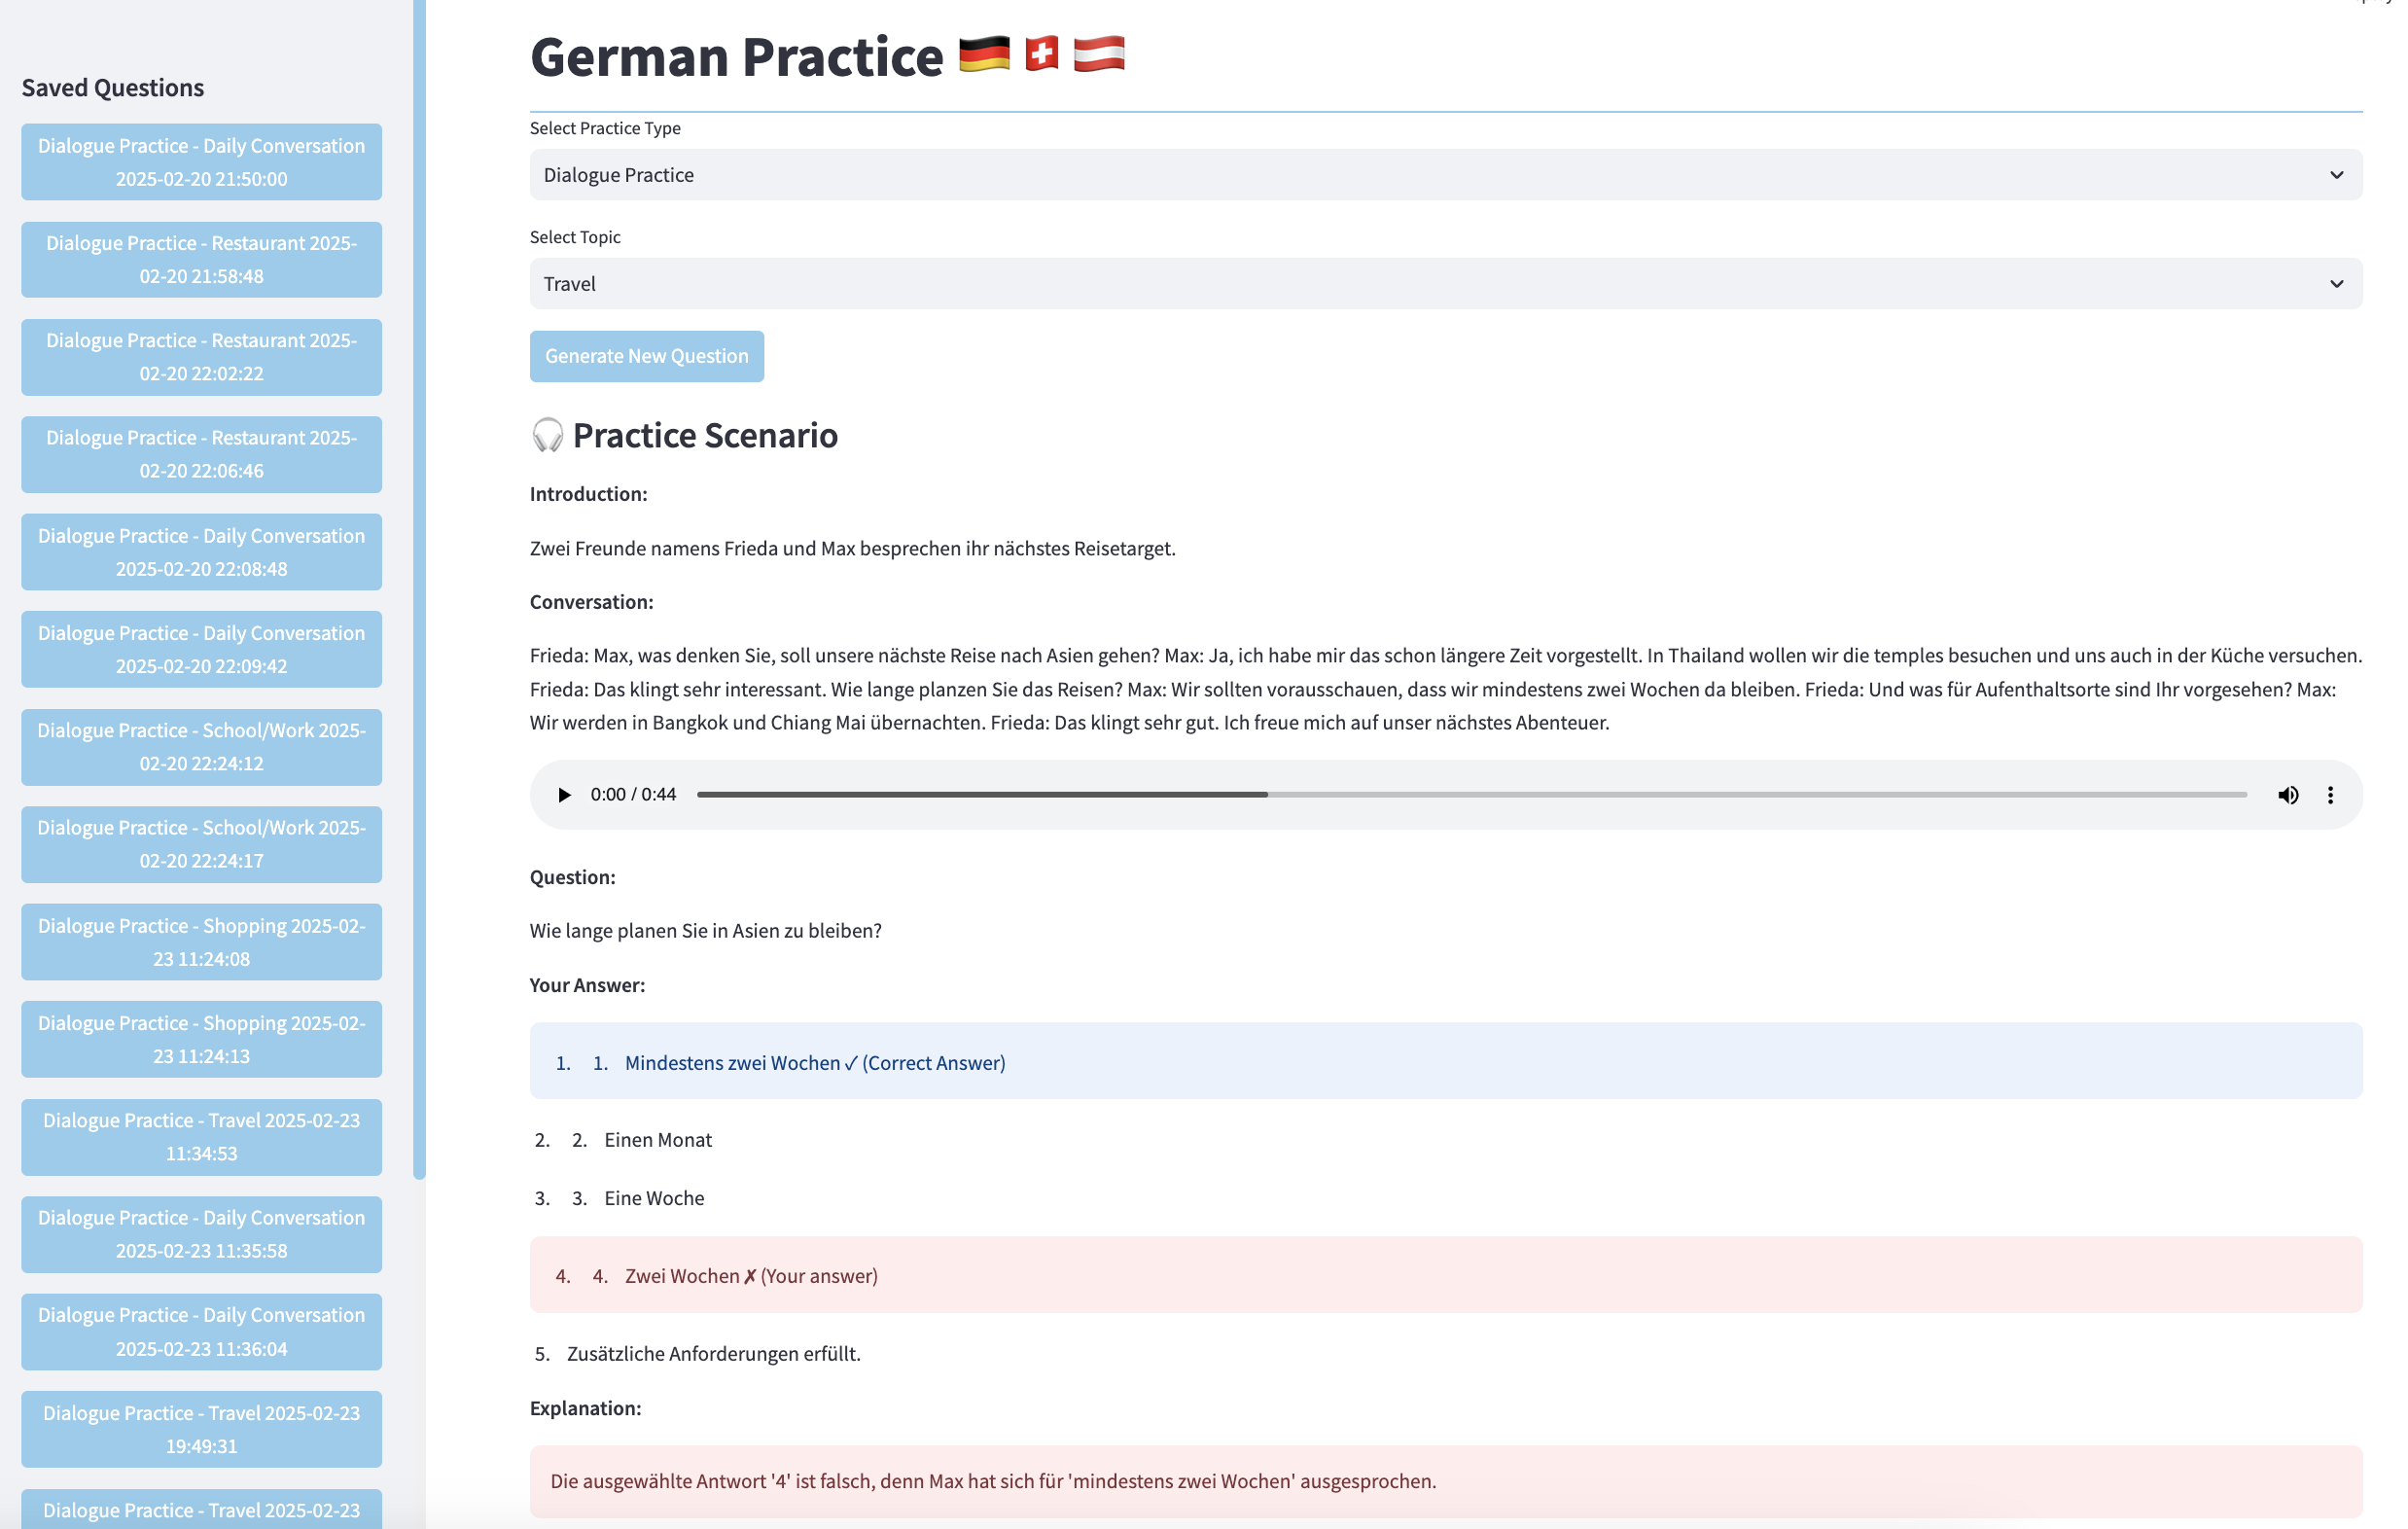 Saved Questions
Dialogue Practice - Daily Conversation
2025-02-20 21:50:00
Dialogue Practice - Restaurant 2025-
02-20 21:58:48
Dialogue Practice - Restaurant 2025-
02-20 22:02:22
Dialogue Practice - Restaurant 2025-
02-20 22:06:46
Dialogue Practice - Daily Conversation
2025-02-20 22:08:48
Dialogue Practice - Daily Conversation
2025-02-20 22:09:42
Dialogue Practice - School/Work 2025-
02-20 22:24:12
Dialogue Practice - School/Work 2025-
02-20 22:24:17
Dialogue Practice - Shopping 2025-02-
23 11:24:08
Dialogue Practice - Shopping 2025-02-
23 11:24:13
Dialogue Practice - Travel 2025-02-23
11:34:53
Dialogue Practice - Daily Conversation
2025-02-23 11:35:58
Dialogue Practice - Daily Conversation
2025-02-23 11:36:04
Dialogue Practice - Travel 2025-02-23
19:49:31
Dialogue Practice - Travel 2025-02-23
German Practice 🇩🇪 🇨🇭 🇦🇹
Select Practice Type
Dialogue Practice
Select Topic
Travel
Generate New Question
🎧 Practice Scenario
Introduction:
Zwei Freunde namens Frieda und Max besprechen ihr nächstes Reisetarget.
Conversation:
Frieda: Max, was denken Sie, soll unsere nächste Reise nach Asien gehen? Max: Ja, ich habe mir das schon längere Zeit vorgestellt. In Thailand wollen wir die temples besuchen und uns auch in der Küche versuchen.
Frieda: Das klingt sehr interessant. Wie lange planzen Sie das Reisen? Max: Wir sollten vorausschauen, dass wir mindestens zwei Wochen da bleiben. Frieda: Und was für Aufenthaltsorte sind Ihr vorgesehen? Max:
Wir werden in Bangkok und Chiang Mai übernachten. Frieda: Das klingt sehr gut. Ich freue mich auf unser nächstes Abenteuer.
0:00 / 0:44
Question:
Wie lange planen Sie in Asien zu bleiben?
Your Answer:
1. 1. Mindestens zwei Wochen ✓ (Correct Answer)
2. 2. Einen Monat
3. 3. Eine Woche
4. 4. Zwei Wochen ✗ (Your answer)
5. Zusätzliche Anforderungen erfüllt.
Explanation:
Die ausgewählte Antwort '4' ist falsch, denn Max hat sich für 'mindestens zwei Wochen' ausgesprochen.